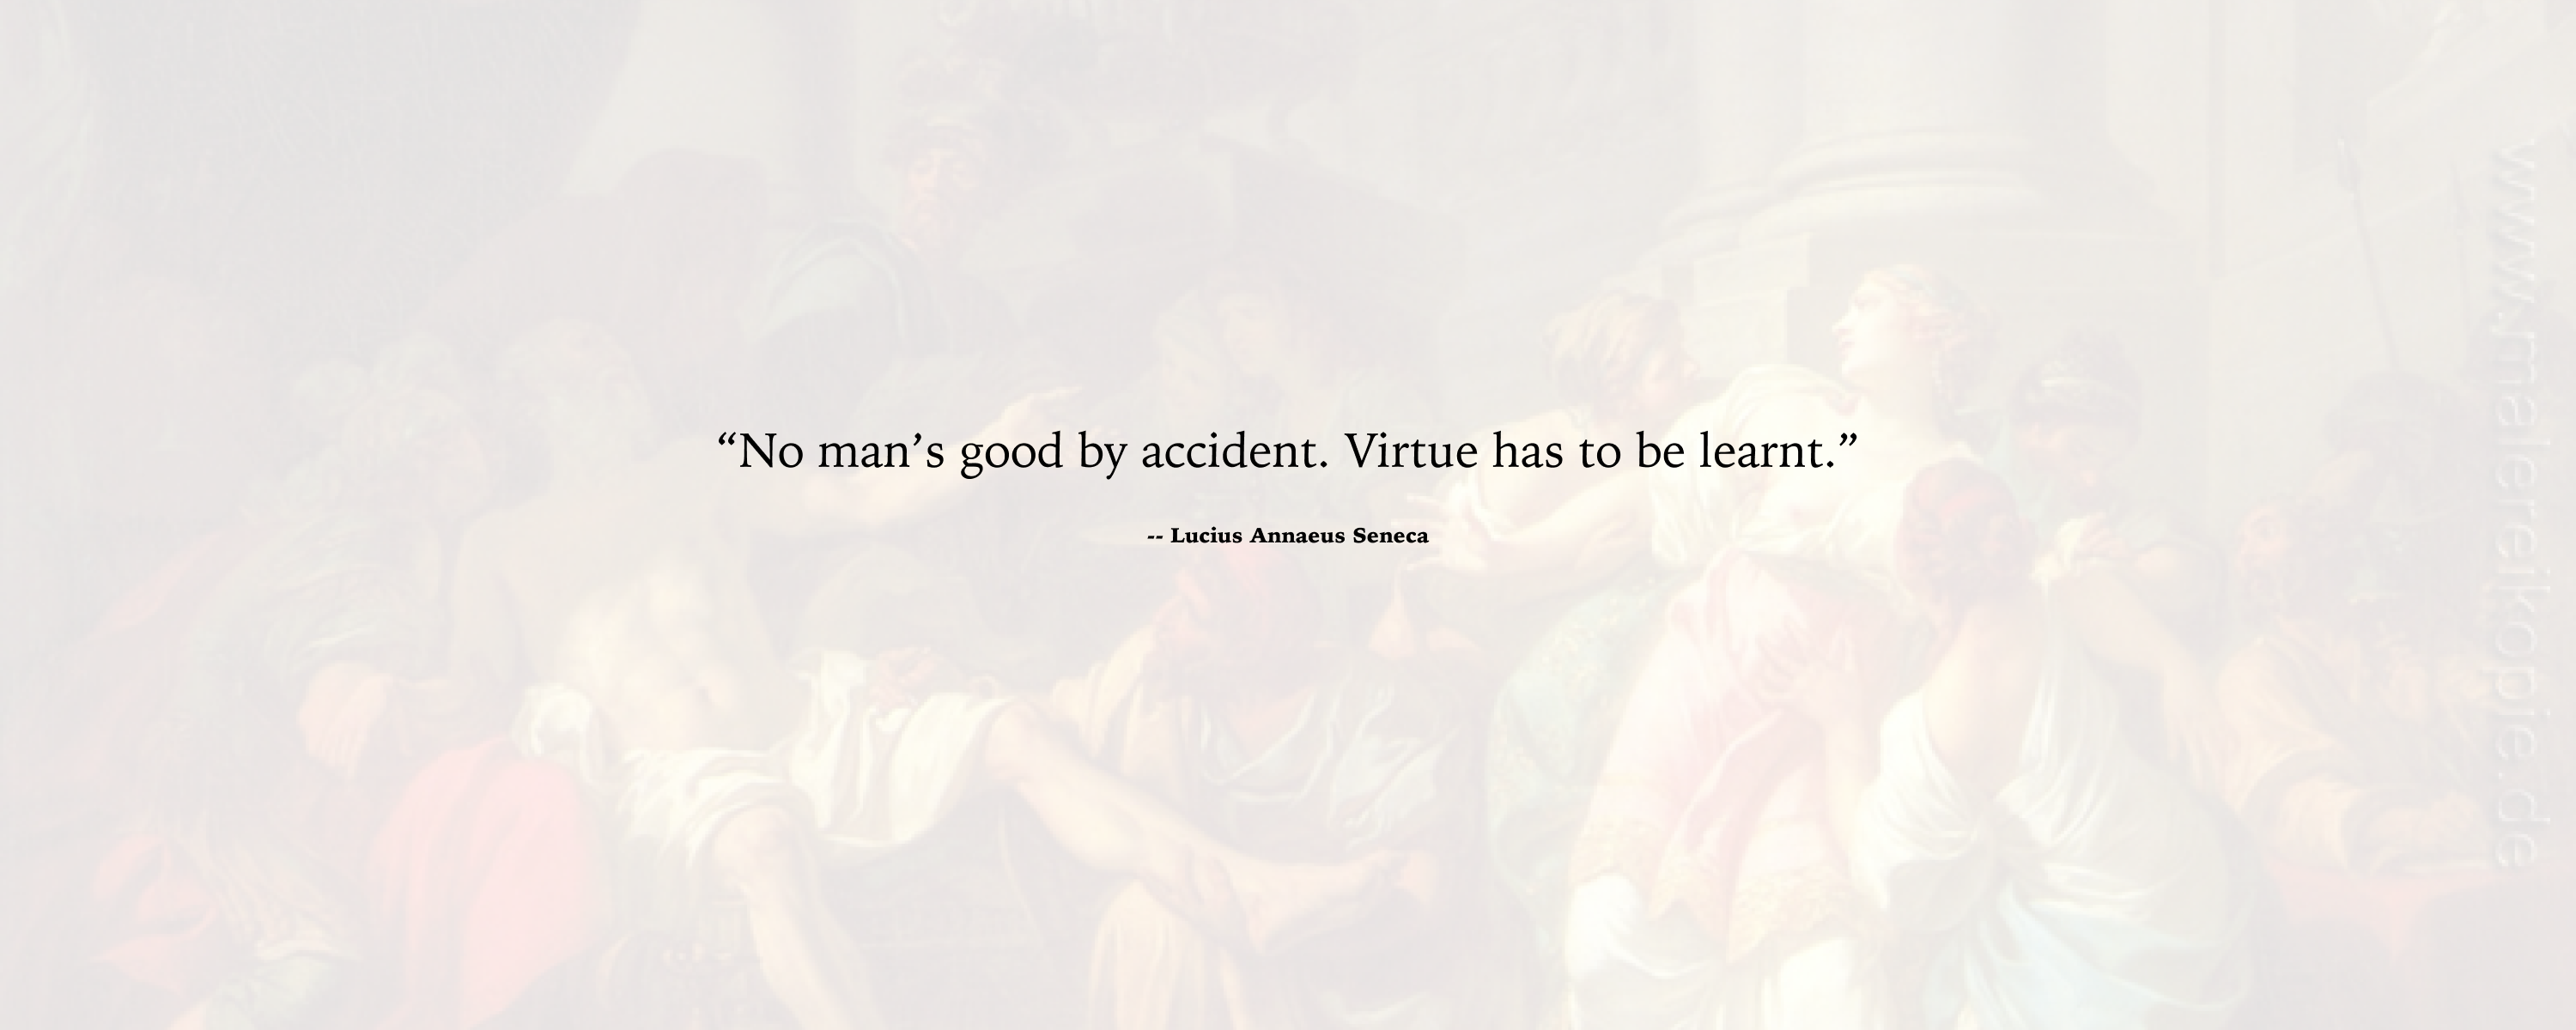 “No man’s good by accident. Virtue has to be learnt.”
-- Lucius Annaeus Seneca
www.malereikopie.de